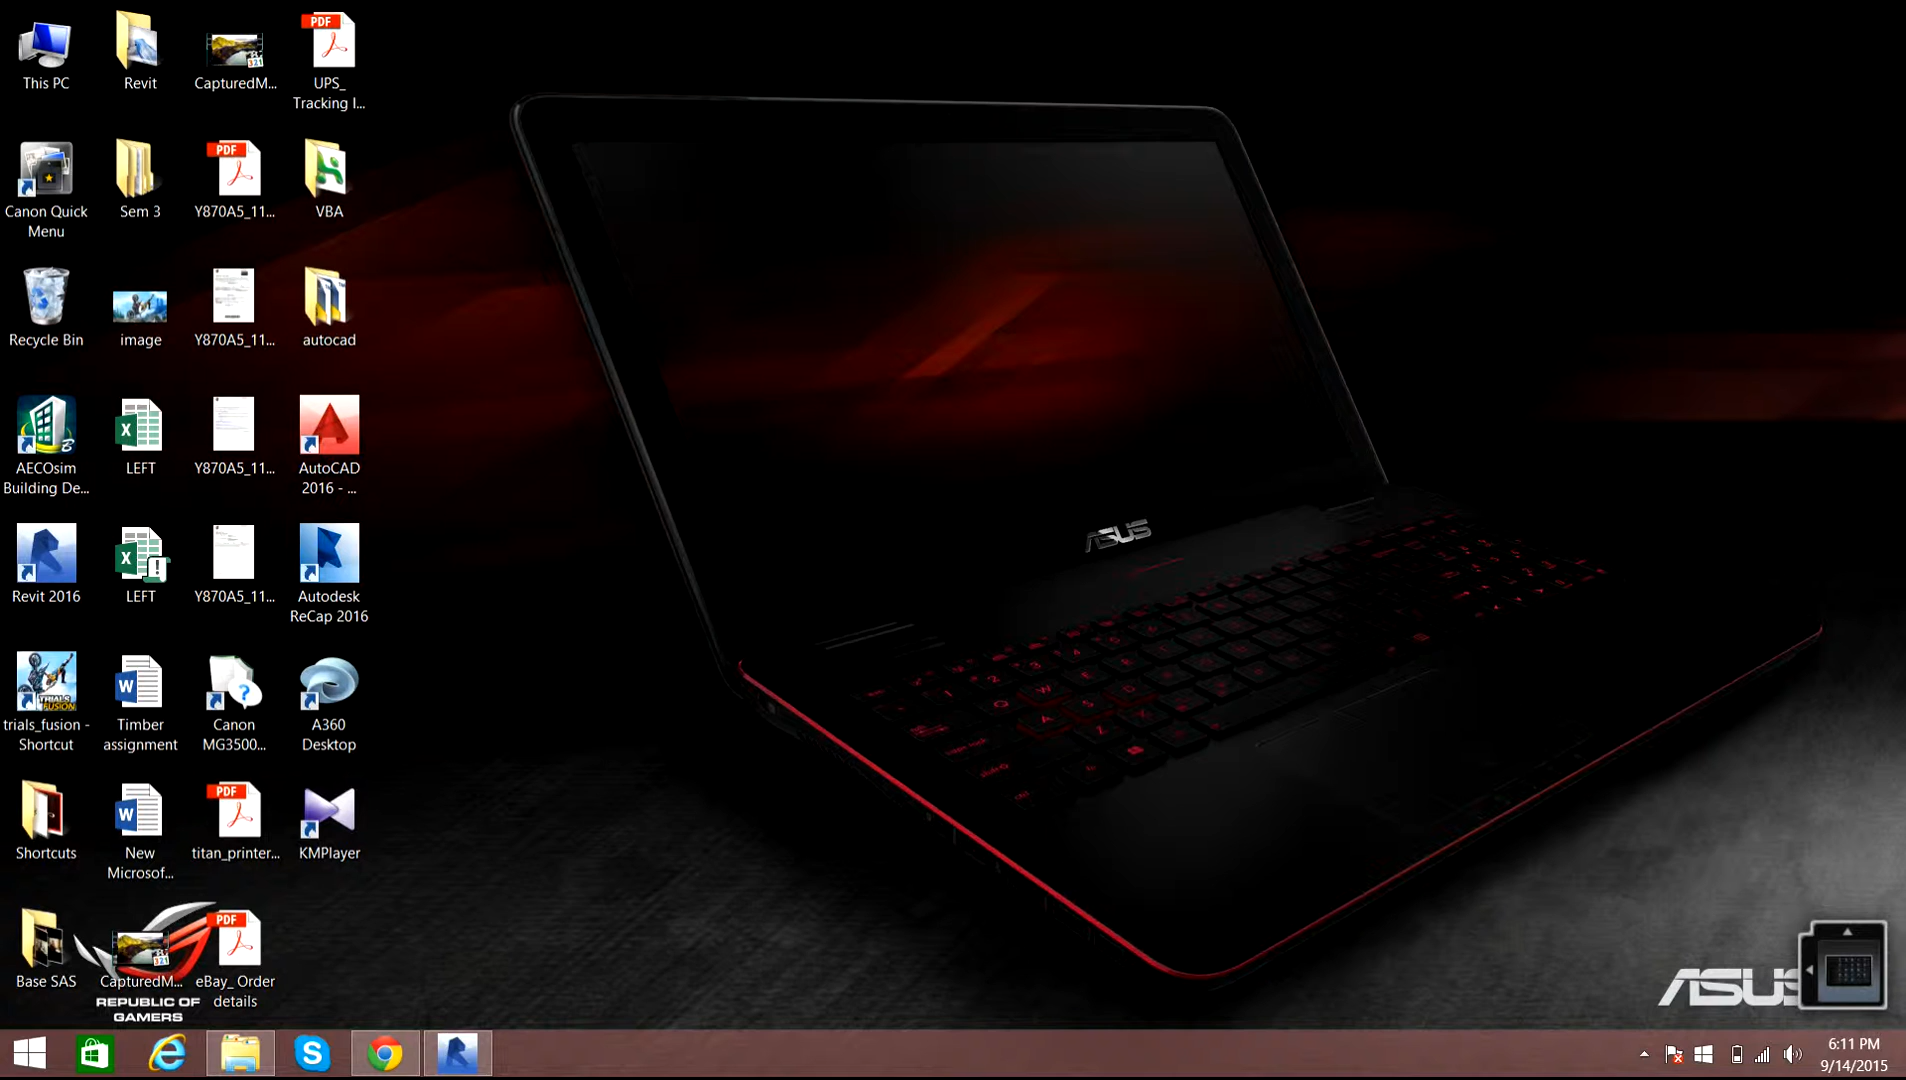 This PC
Revit
CapturedM...
PDF
UPS_
Tracking I...
Canon Quick
Menu
Sem 3
PDF
Y870A5_11...
VBA
Recycle Bin
image
Y870A5_11...
autocad
AECOsim
Building De...
LEFT
Y870A5_11...
AutoCAD
2016 - ...
Revit 2016
LEFT
Y870A5_11...
Autodesk
ReCap 2016
TRIALS
FUSION
trials_fusion -
Shortcut
Timber
assignment
Canon
MG3500...
A360
Desktop
Shortcuts
New
Microsof...
PDF
titan_printer...
KMPlayer
Base SAS
321
CapturedM...
PDF
eBay_ Order
details
REPUBLIC OF
GAMERS
ASUS
ASUS
6:11 PM
9/14/2015